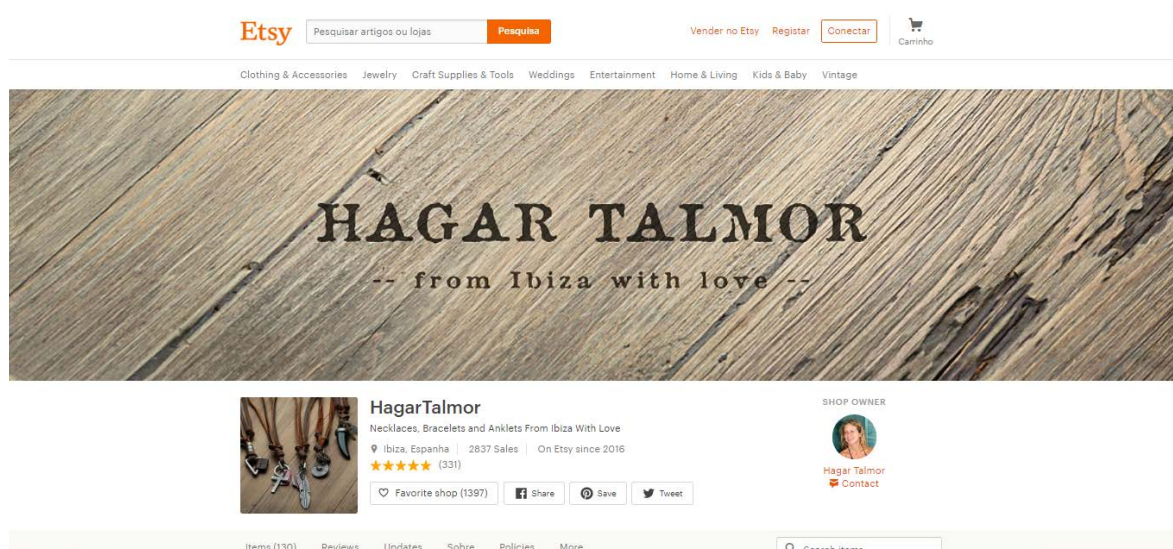 Etsy
Pesquisar artigos ou lojas
Pesquisa
Vender no Etsy
Registar
Conectar
Carrinho
Clothing & Accessories Jewelry Craft Supplies & Tools Weddings Entertainment Home & Living Kids & Baby Vintage
HAGAR TALMOR
-- from Ibiza with love --
HagarTalmor
Necklaces, Bracelets and Anklets From Ibiza With Love
Ibiza, Espanha 2837 Sales On Etsy since 2016
(331)
Favorite shop (1397) Share Save Tweet
SHOP OWNER
Hagar Talmor
Contact
Items (130) Reviews Updates Sobre Policies More
Search items